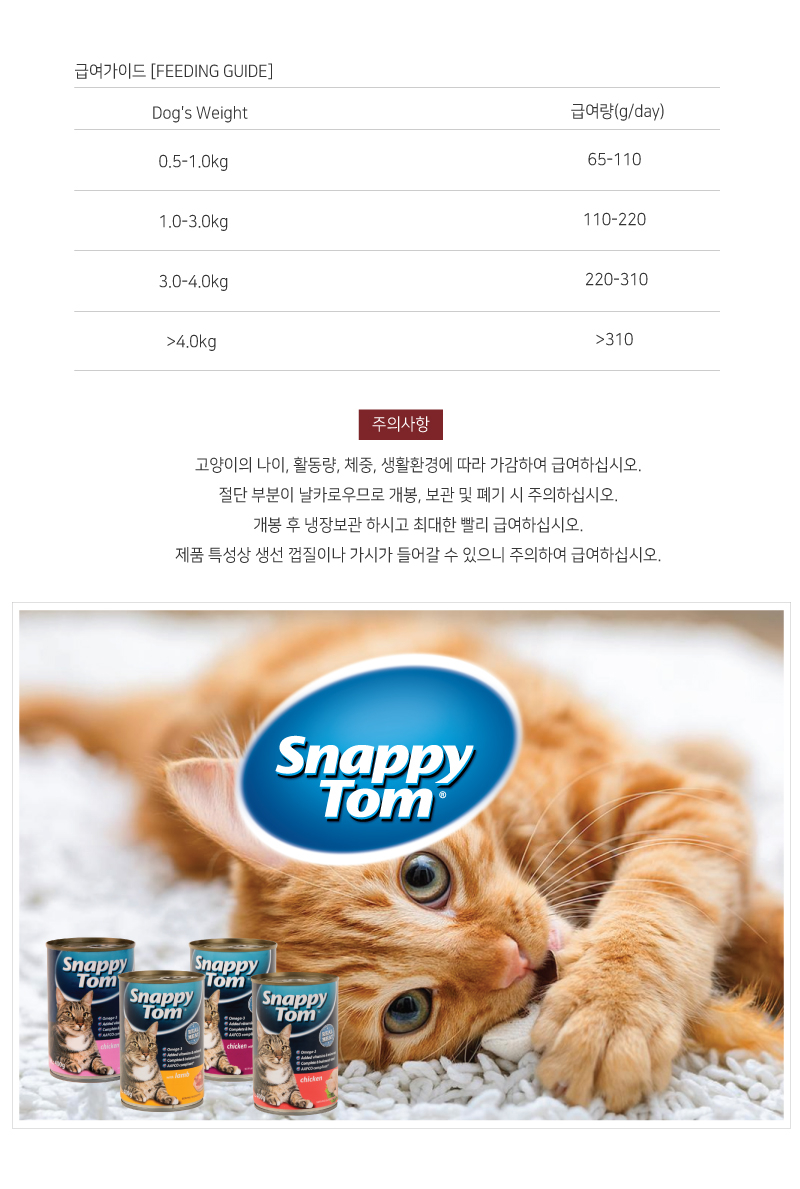 급여가이드 [FEEDING GUIDE]
Dog's Weight 급여량(g/day)
0.5-1.0kg 65-110
1.0-3.0kg 110-220
3.0-4.0kg 220-310
>4.0kg >310
주의사항
고양이의 나이, 활동량, 체중, 생활환경에 따라 가감하여 급여하십시오.
절단 부분이 날카로우므로 개봉, 보관 및 폐기 시 주의하십시오.
개봉 후 냉장보관 하시고 최대한 빨리 급여하십시오.
제품 특성상 생선 껍질이나 가시가 들어갈 수 있으니 주의하여 급여하십시오.
Snappy
Tom®
Snappy
Tom
chicken
Snappy
Tom
Omega 3
Snappy
Tom
chicken
Snappy
Tom
Omega 3
chicken